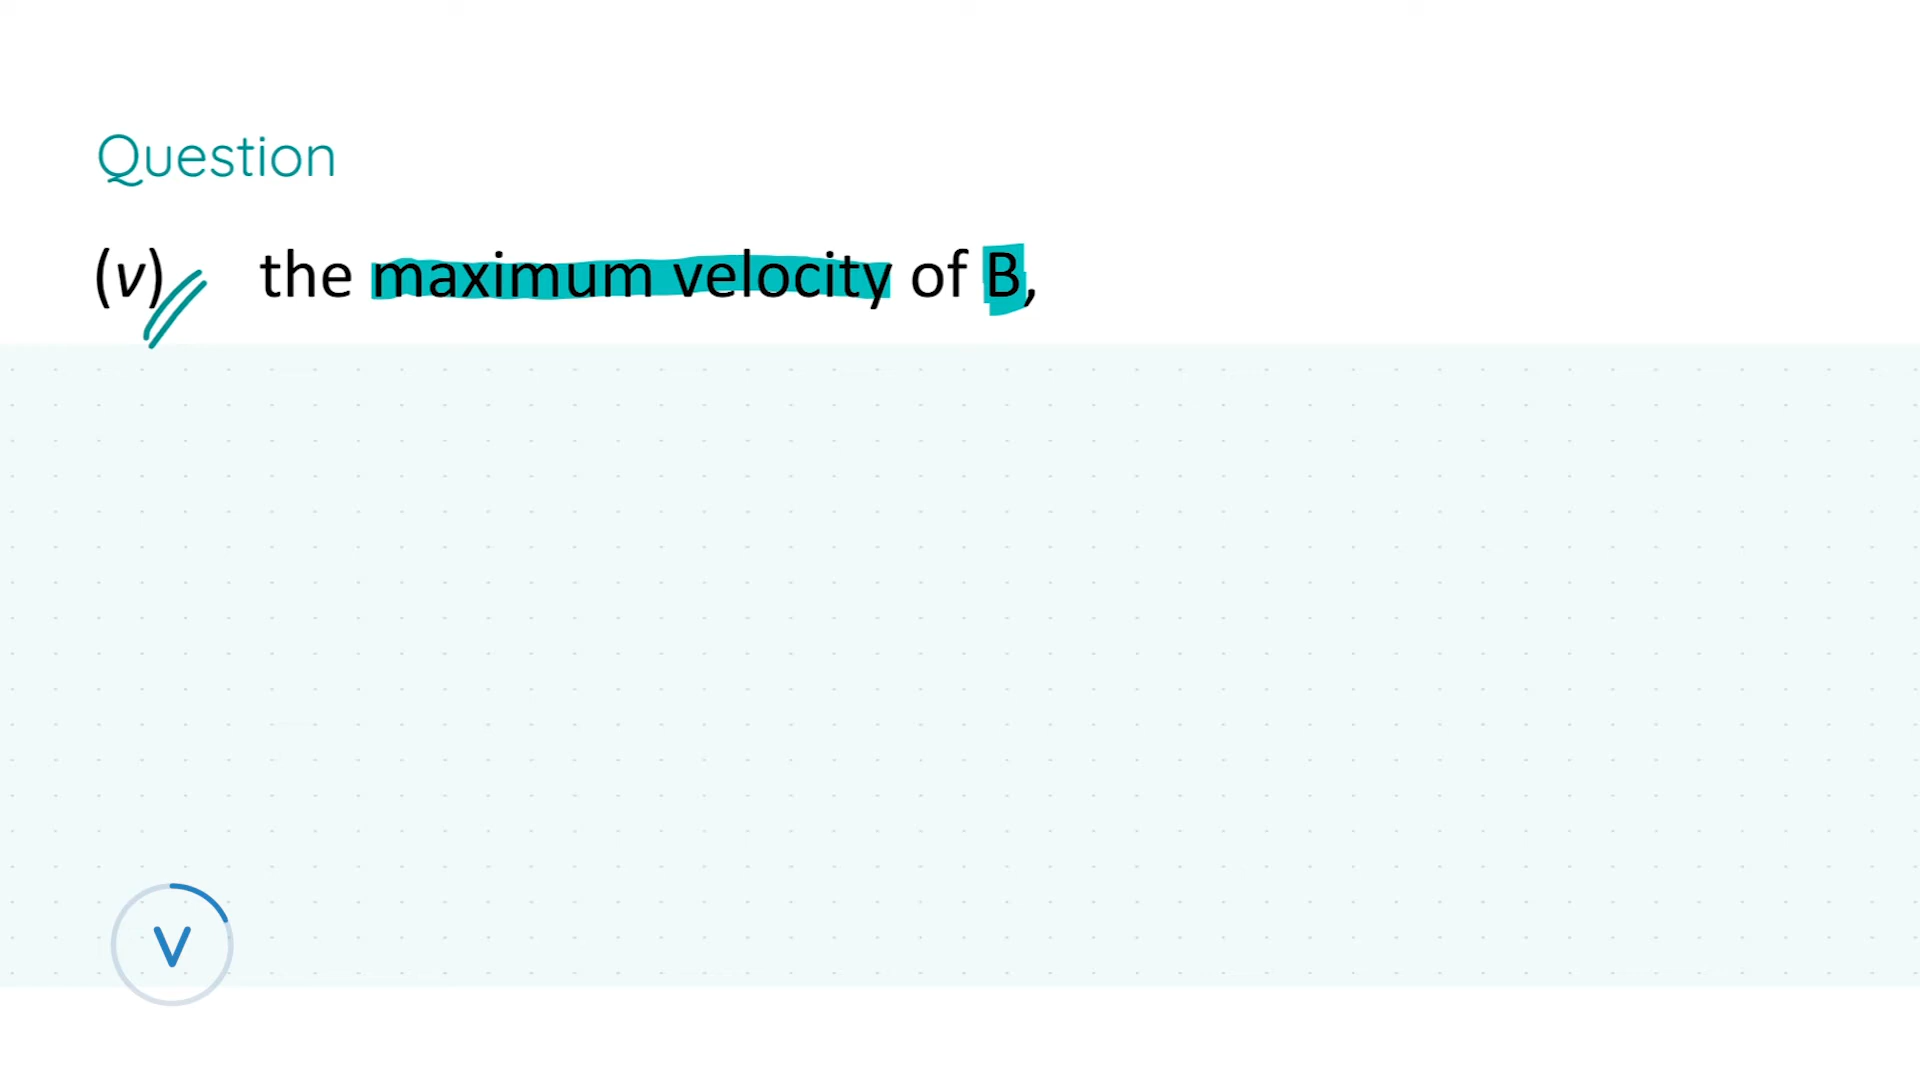 Question
(v) the maximum velocity of B,
V